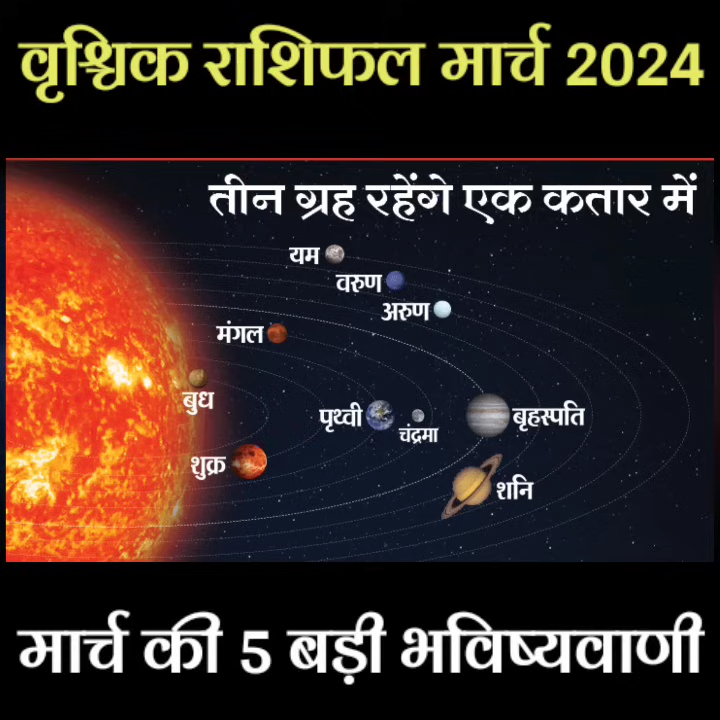 वृश्चिक राशिफल मार्च 2024
तीन ग्रह रहेंगे एक कतार में
यम
वरुण
अरुण
मंगल
बुध
पृथ्वी
चंद्रमा
बृहस्पति
शुक्र
शनि
मार्च की 5 बड़ी भविष्यवाणी